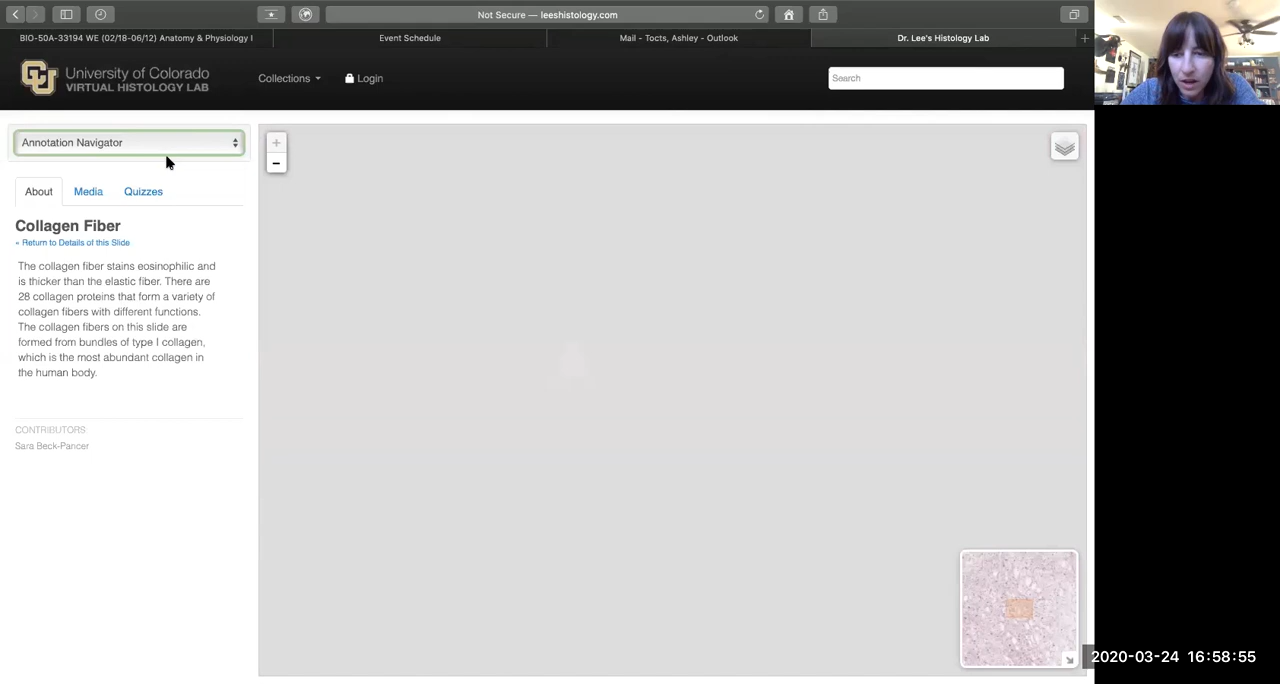 Not Secure — leeshistology.com
BIO-50A-33194 WE (02/18-06/12) Anatomy & Physiology I
Event Schedule
Mail - Tocts, Ashley - Outlook
Dr. Lee's Histology Lab
CU
University of Colorado
VIRTUAL HISTOLOGY LAB
Collections
Login
Search
Annotation Navigator
+
−
About
Media
Quizzes
Collagen Fiber
« Return to Details of this Slide
The collagen fiber stains eosinophilic and
is thicker than the elastic fiber. There are
28 collagen proteins that form a variety of
collagen fibers with different functions.
The collagen fibers on this slide are
formed from bundles of type I collagen,
which is the most abundant collagen in
the human body.
CONTRIBUTORS
Sara Beck-Pancer
2020-03-24 16:58:55